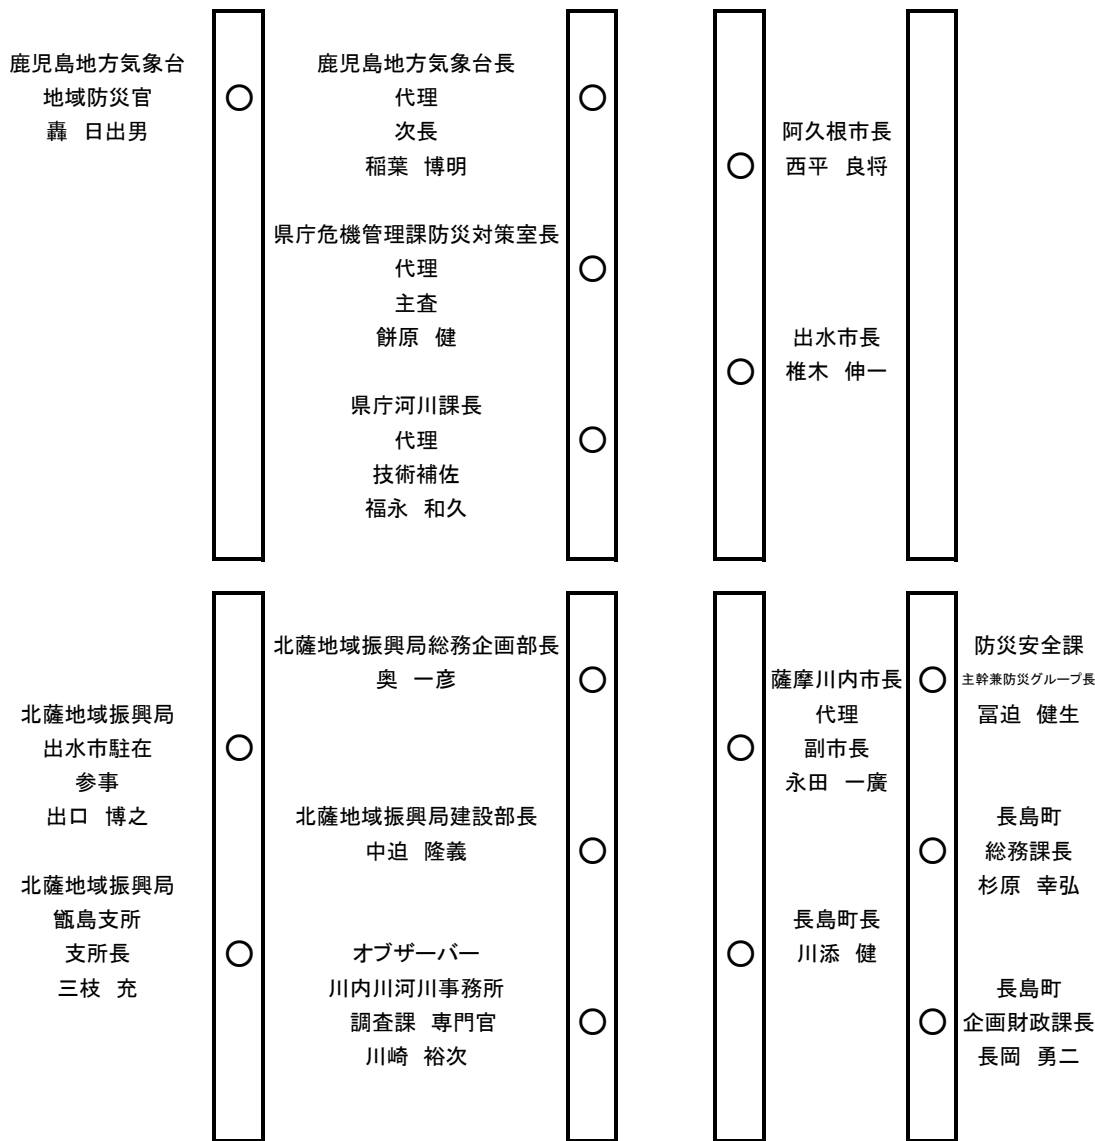 鹿児島地方気象台
地域防災官
轟　日出男
鹿児島地方気象台長
代理
次長
稲葉　博明
県庁危機管理課防災対策室長
代理
主査
餅原　健
県庁河川課長
代理
技術補佐
福永　和久
阿久根市長
西平　良将
出水市長
椎木　伸一
北薩地域振興局
出水市駐在
参事
出口　博之
北薩地域振興局
甑島支所
支所長
三枝　充
北薩地域振興局総務企画部長
奥　一彦
北薩地域振興局建設部長
中迫　隆義
オブザーバー
川内川河川事務所
調査課　専門官
川崎　裕次
薩摩川内市長
代理
副市長
永田　一廣
長島町長
川添　健
防災安全課
主幹兼防災グループ長
冨迫　健生
長島町
総務課長
杉原　幸弘
長島町
企画財政課長
長岡　勇二